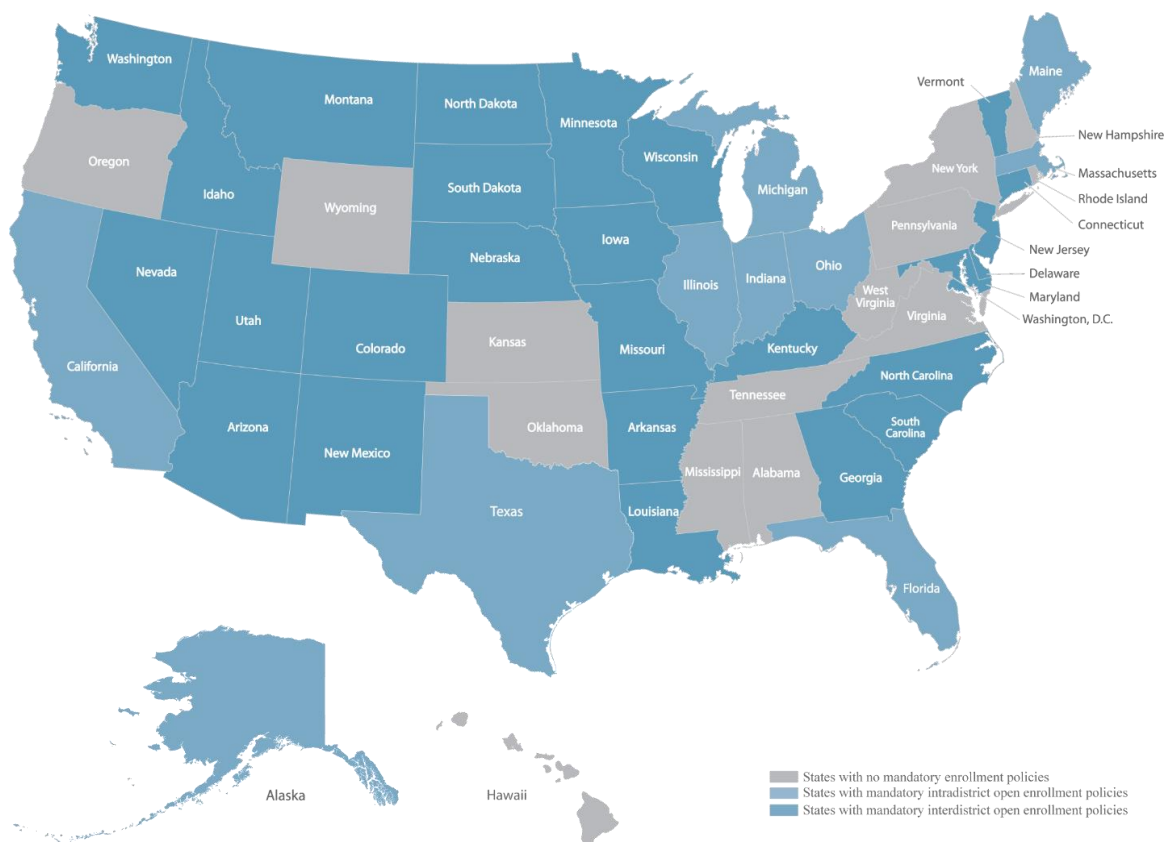 Washington
Montana
North Dakota
Minnesota
Vermont
Maine
Oregon
Idaho
Wyoming
South Dakota
Wisconsin
Michigan
New York
New Hampshire
Massachusetts
Rhode Island
Connecticut
Nevada
Utah
Colorado
Nebraska
Iowa
Illinois
Indiana
Ohio
Pennsylvania
New Jersey
Delaware
Maryland
Washington, D.C.
California
Kansas
Missouri
Kentucky
West
Virginia
Virginia
Arizona
New Mexico
Oklahoma
Arkansas
Tennessee
North Carolina
South
Carolina
Texas
Louisiana
Mississippi
Alabama
Georgia
Florida
Alaska
Hawaii
States with no mandatory enrollment policies
States with mandatory intradistrict open enrollment policies
States with mandatory interdistrict open enrollment policies